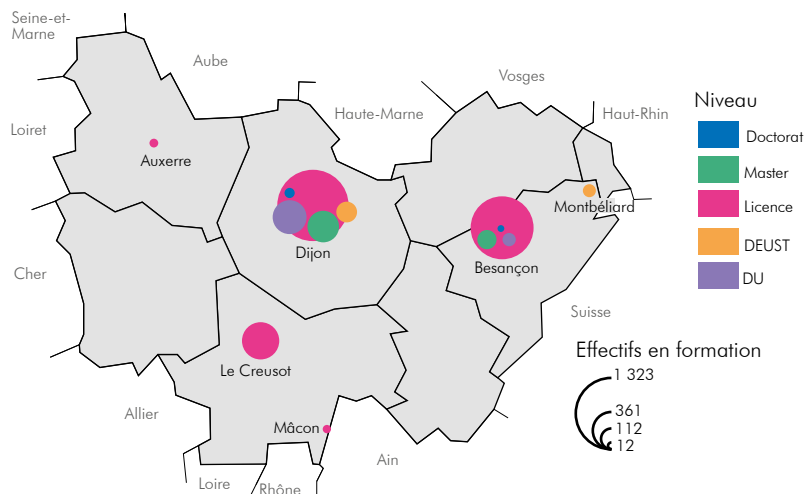 Seine-et-
Marne
Aube
Vosges
Loiret
Haute-Marne
Haut-Rhin
Auxerre
Dijon
Montbéliard
Besançon
Cher
Suisse
Le Creusot
Allier
Mâcon
Ain
Loire
Rhône
Niveau
Doctorat
Master
Licence
DEUST
DU
Effectifs en formation
1 323
361
112
12